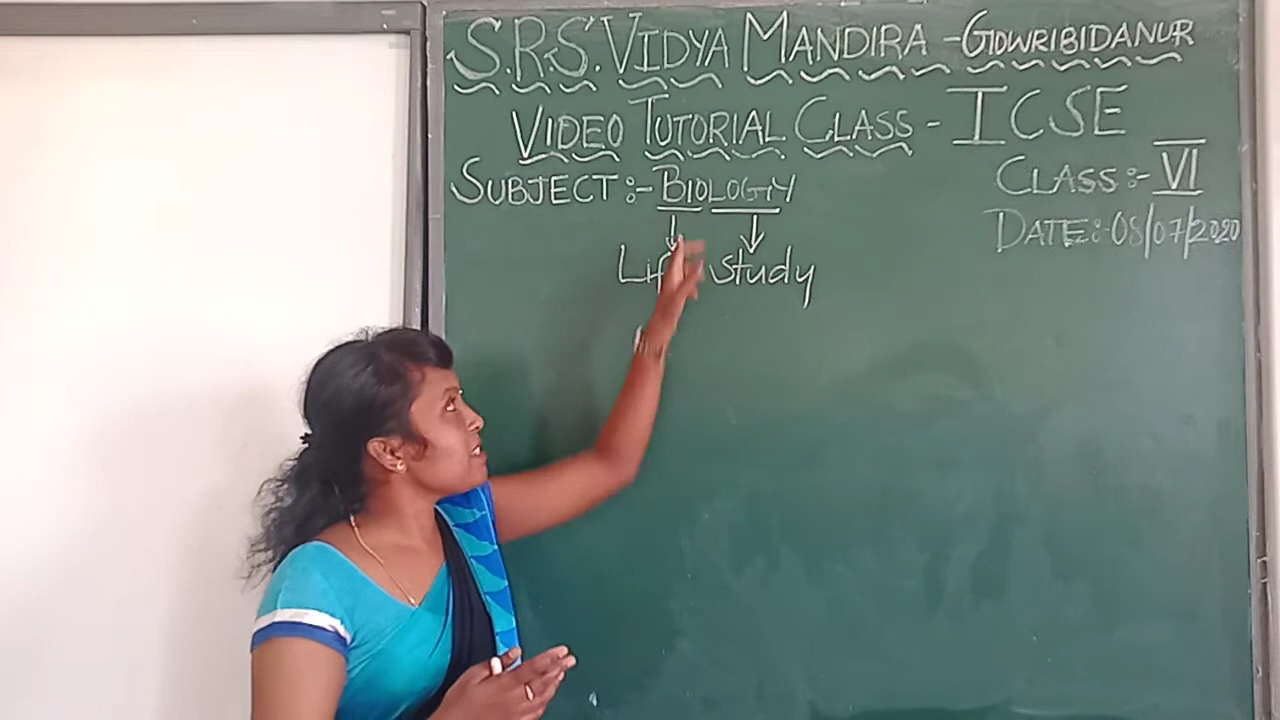 S.R.S. VIDYA MANDIRA - GOWRIBIDANUR
VIDEO TUTORIAL CLASS - ICSE
SUBJECT :- BIOLOGY
CLASS :- VI
DATE :- 08/07/2020
Life study